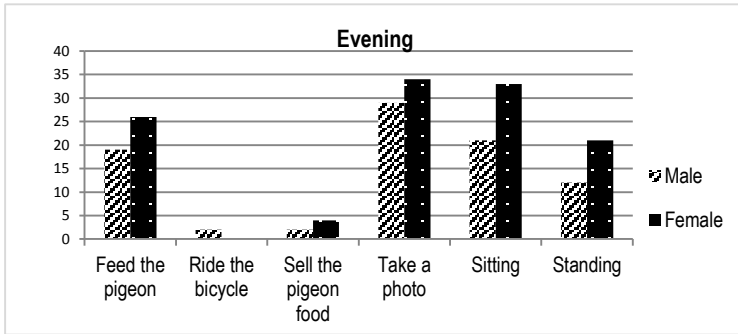 Evening
40
35
30
25
20
15
10
5
0
Feed the
pigeon
Ride the
bicycle
Sell the
pigeon
food
Take a
photo
Sitting
Standing
Male
Female